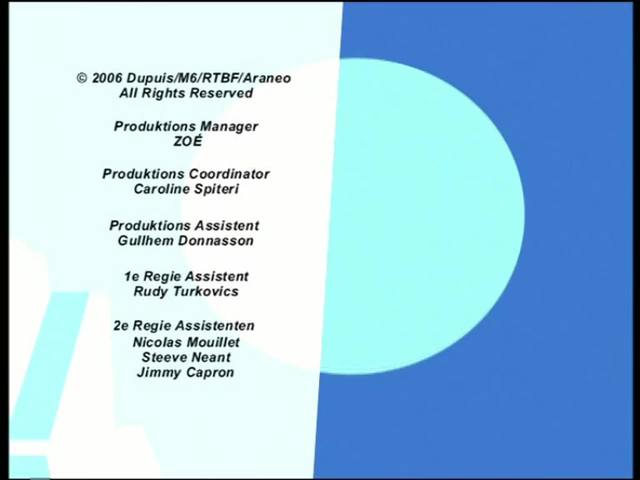 © 2006 Dupuis/M6/RTBF/Araneo
All Rights Reserved
Produktions Manager
ZOÉ
Produktions Coordinator
Caroline Spiteri
Produktions Assistent
Gullhem Donnasson
1e Regie Assistent
Rudy Turkovics
2e Regie Assistenten
Nicolas Mouillet
Steeve Neant
Jimmy Capron